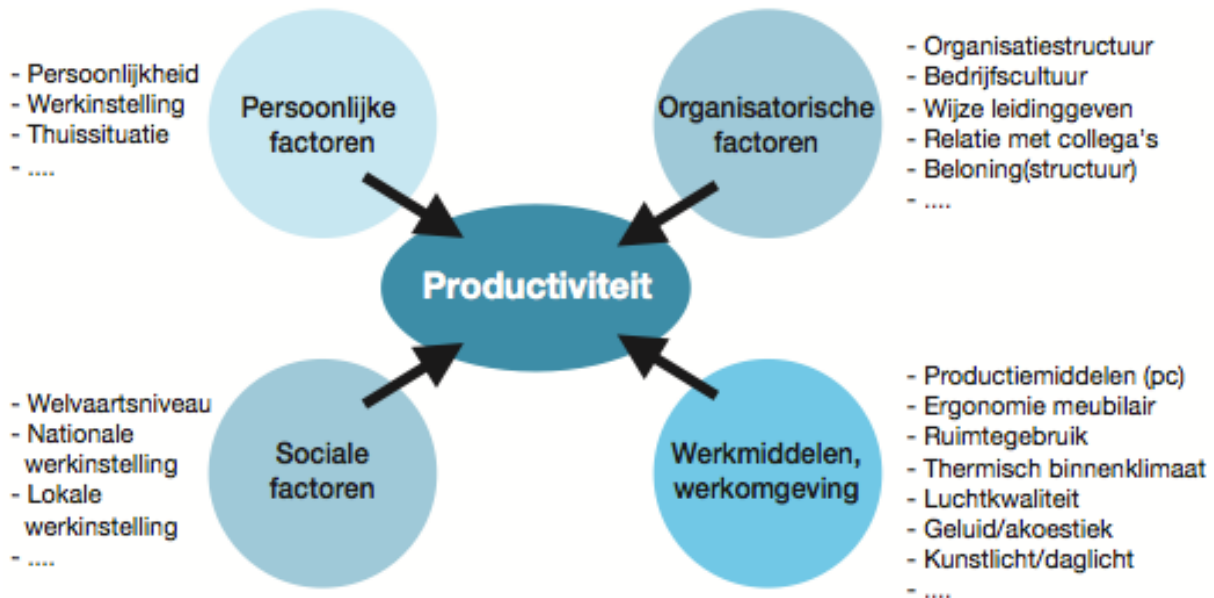 - Persoonlijkheid
- Werkinstelling
- Thuissituatie
- ....
Persoonlijke
factoren
Organisatorische
factoren
- Organisatiestructuur
- Bedrijfscultuur
- Wijze leidinggeven
- Relatie met collega's
- Beloning(structuur)
- ....
Productiviteit
- Welvaartsniveau
- Nationale
werkinstelling
- Lokale
werkinstelling
- ....
Sociale
factoren
Werkmiddelen,
werkomgeving
- Productiemiddelen (pc)
- Ergonomie meubilair
- Ruimtegebruik
- Thermisch binnenklimaat
- Luchtkwaliteit
- Geluid/akoestiek
- Kunstlicht/daglicht
- ....